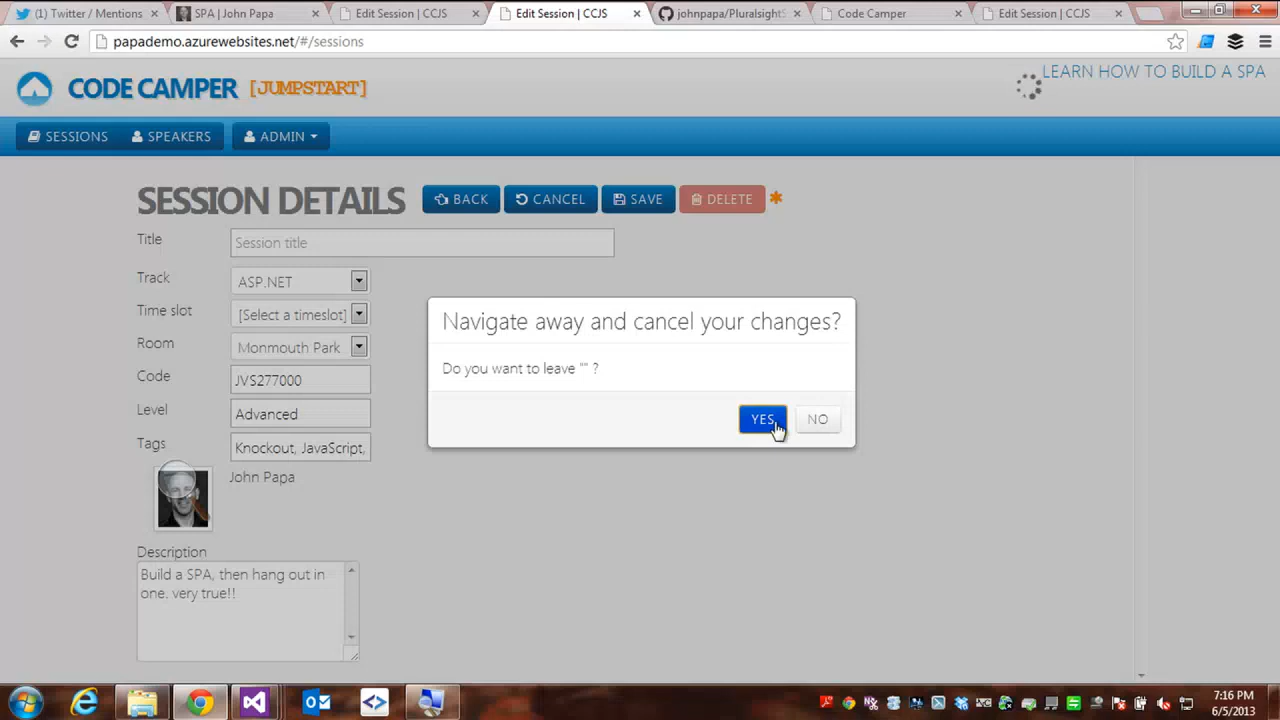 (1) Twitter / Mentions
SPA | John Papa
Edit Session | CCJS
Edit Session | CCJS
johnpapa/Pluralsight
Code Camper
Edit Session | CCJS
papademo.azurewebsites.net/#/sessions
CODE CAMPER [JUMPSTART]
LEARN HOW TO BUILD A SPA
SESSIONS SPEAKERS ADMIN
SESSION DETAILS BACK CANCEL SAVE DELETE *
Title Session title
Track ASP.NET
Time slot [Select a timeslot]
Room Monmouth Park
Code JVS277000
Level Advanced
Tags Knockout, JavaScript,
John Papa
Description
Build a SPA, then hang out in
one. very true!!
Navigate away and cancel your changes?
Do you want to leave "" ?
YES NO
7:16 PM
6/5/2013